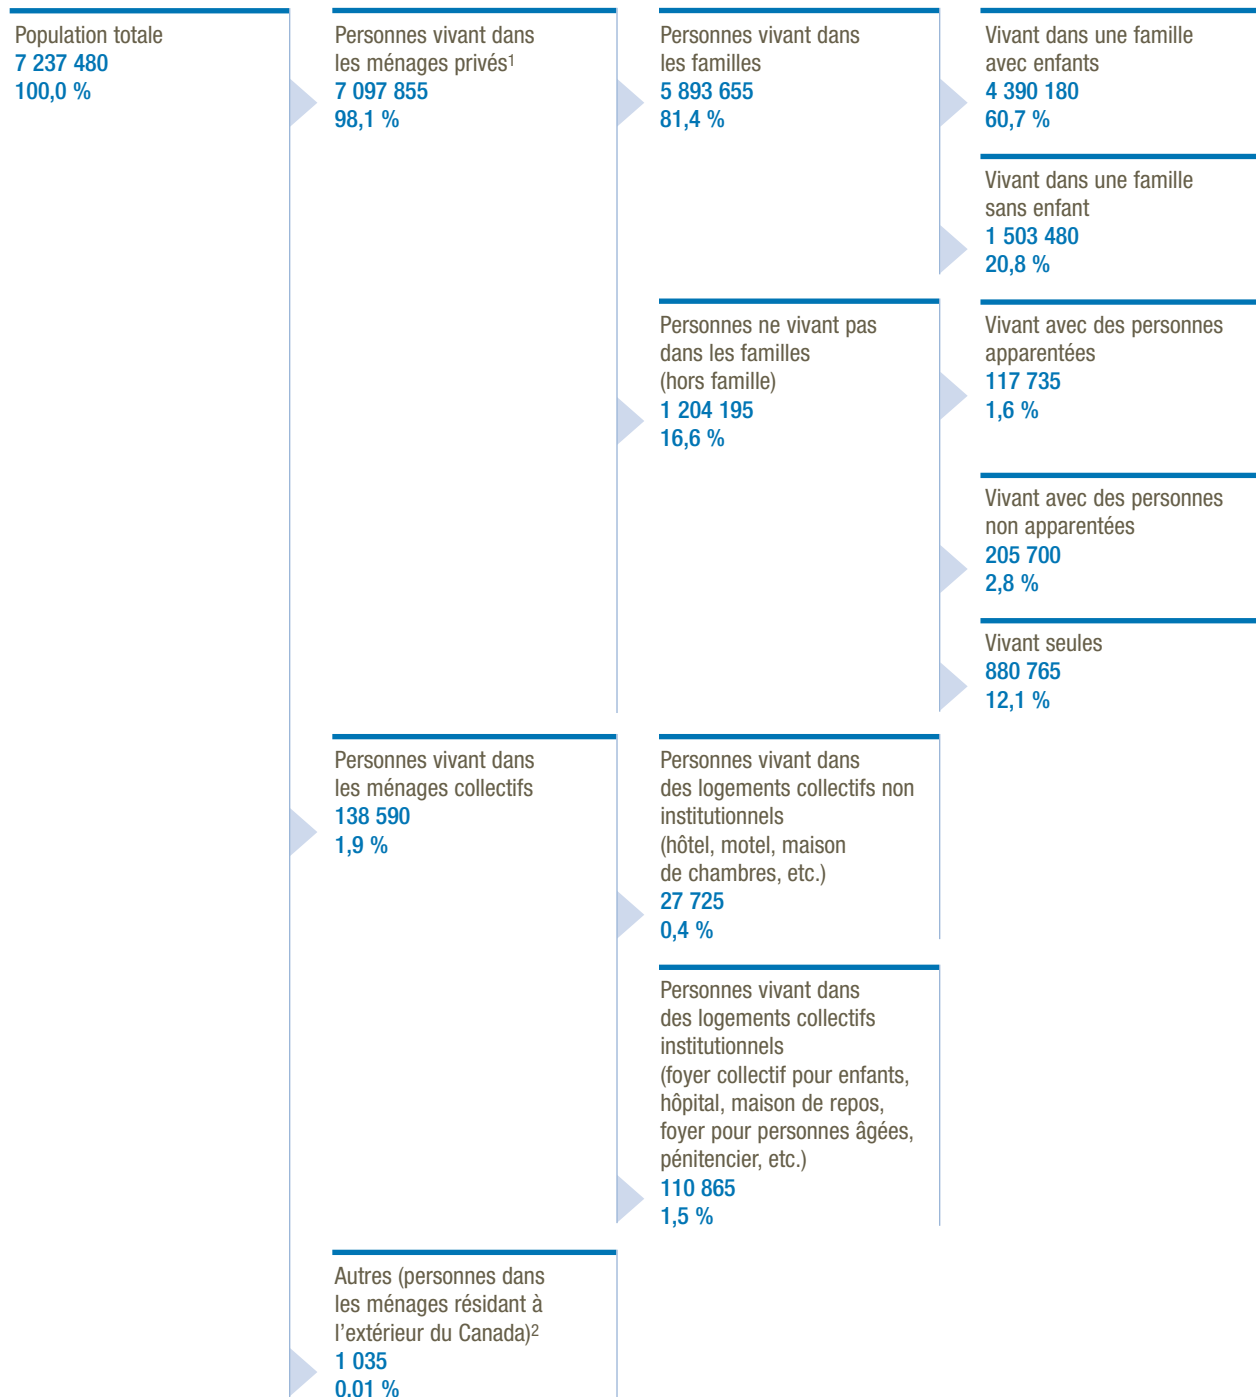 Population totale
7 237 480
100,0 %
Personnes vivant dans
les ménages privés1
7 097 855
98,1 %
Personnes vivant dans
les familles
5 893 655
81,4 %
Vivant dans une famille
avec enfants
4 390 180
60,7 %
Vivant dans une famille
sans enfant
1 503 480
20,8 %
Personnes ne vivant pas
dans les familles
(hors famille)
1 204 195
16,6 %
Vivant avec des personnes
apparentées
117 735
1,6 %
Vivant avec des personnes
non apparentées
205 700
2,8 %
Vivant seules
880 765
12,1 %
Personnes vivant dans
les ménages collectifs
138 590
1,9 %
Personnes vivant dans
des logements collectifs non
institutionnels
(hôtel, motel, maison
de chambres, etc.)
27 725
0,4 %
Personnes vivant dans
des logements collectifs
institutionnels
(foyer collectif pour enfants,
hôpital, maison de repos,
foyer pour personnes âgées,
pénitencier, etc.)
110 865
1,5 %
Autres (personnes dans
les ménages résidant à
l'extérieur du Canada)2
1 035
0,01 %